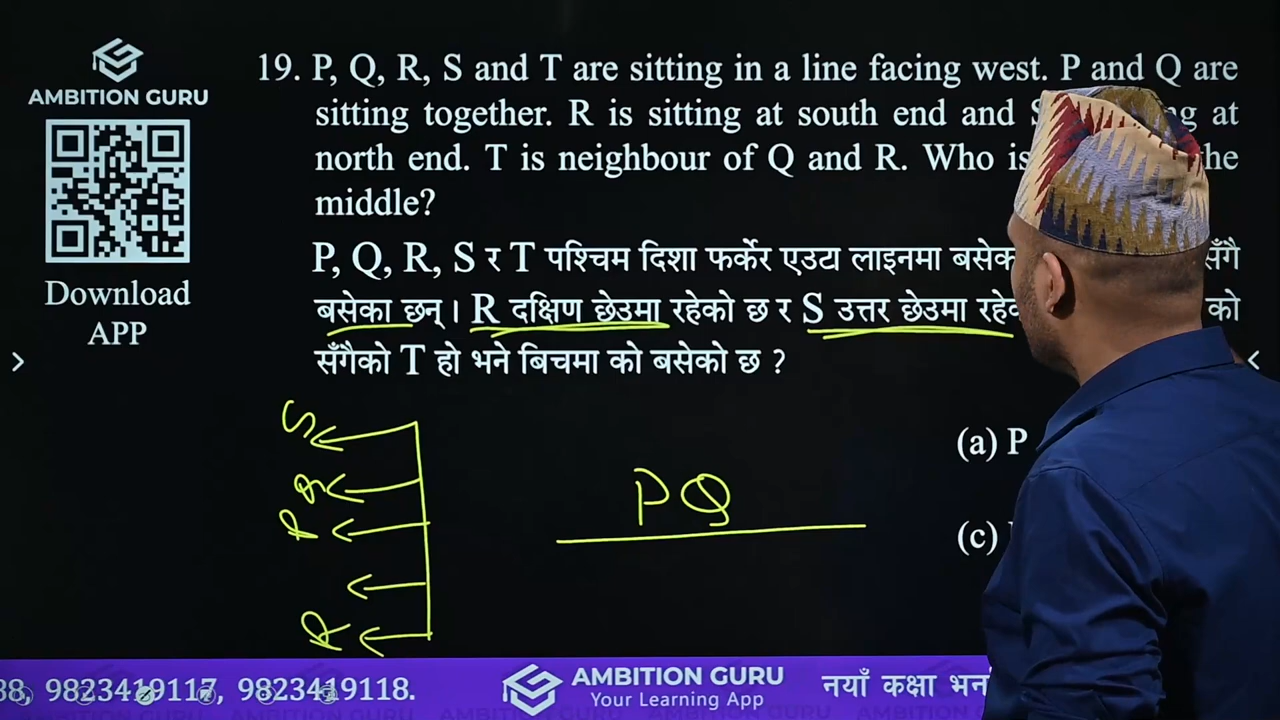 AMBITION GURU
Download
APP
19. P, Q, R, S and T are sitting in a line facing west. P and Q are
sitting together. R is sitting at south end and at
north end. T is neighbour of Q and R. Who is
middle?
P, Q, R, S र T पश्चिम दिशा फर्केर एउटा लाइनमा सँगै
बसेका छन्। R दक्षिण छेउमा रहेको छ र S उत्तर छेउमा को
सँगैको T हो भने बिचमा को बसेको छ ?
S
P
R
P Q
(a) P
(c)
9823419117, 9823419118.
AMBITION GURU
Your Learning App
नयाँ कक्षा